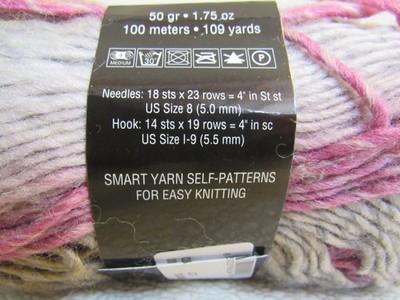 50 gr • 1.75 oz
100 meters • 109 yards
MEDIUM 30 P
Needles: 18 sts x 23 rows = 4" in St st
US Size 8 (5.0 mm)
Hook: 14 sts x 19 rows = 4" in sc
US Size I-9 (5.5 mm)
SMART YARN SELF-PATTERNS
FOR EASY KNITTING